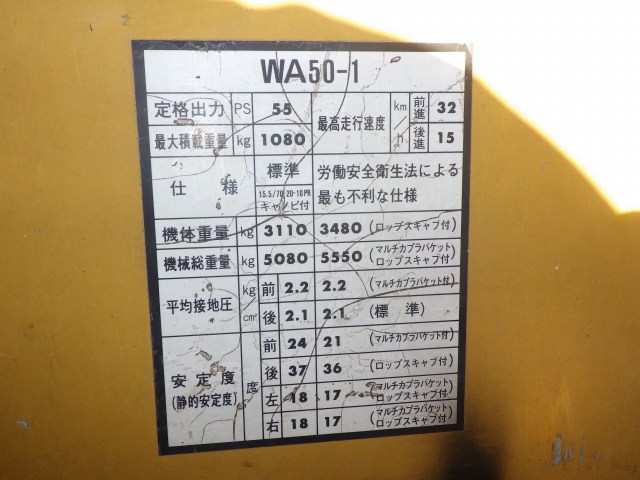 WA50-1
定格出力 PS 55 最高走行速度 km/h 前進 32
最大積載重量 kg 1080 後進 15
仕様 標準 15.5/70-20-10PR キャノピ付 労働安全衛生法による最も不利な仕様
機体重量 kg 3110 3480 (ロップスキャブ付)
機械総重量 kg 5080 5550 (マルチカプラバケット ロップスキャブ付)
平均接地圧 kg/cm² 前 2.2 2.2 (マルチカプラバケット付)
後 2.1 2.1 (標準)
安定度 (静的安定度) 度 前 24 21 (マルチカプラバケット付)
後 37 36 (ロップスキャブ付)
左 18 17 (マルチカプラバケット ロップスキャブ付)
右 18 17 (マルチカプラバケット ロップスキャブ付)